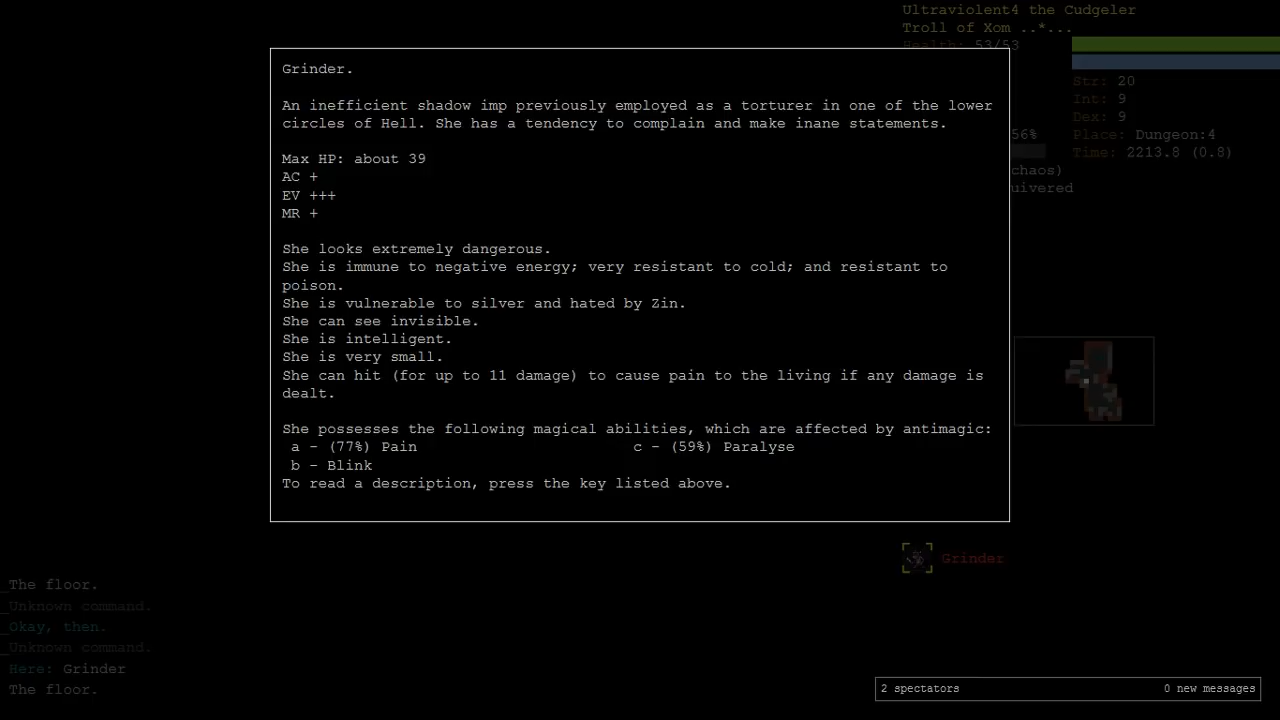 Ultraviolent4 the Cudgeler
Troll of Xom ..*...
Health: 53/53
Grinder.
Str: 20
An inefficient shadow imp previously employed as a torturer in one of the lower
Int: 9
circles of Hell. She has a tendency to complain and make inane statements.
Dex: 9
56%
Place: Dungeon:4
Max HP: about 39
Time: 2213.8 (0.8)
AC +
chaos)
EV +++
uivered
MR +
She looks extremely dangerous.
She is immune to negative energy; very resistant to cold; and resistant to
poison.
She is vulnerable to silver and hated by Zin.
She can see invisible.
She is intelligent.
She is very small.
She can hit (for up to 11 damage) to cause pain to the living if any damage is
dealt.
She possesses the following magical abilities, which are affected by antimagic:
a - (77%) Pain c - (59%) Paralyse
b - Blink
To read a description, press the key listed above.
Grinder
_The floor.
_Unknown command.
_Okay, then.
_Unknown command.
Here: Grinder
The floor.
2 spectators 0 new messages